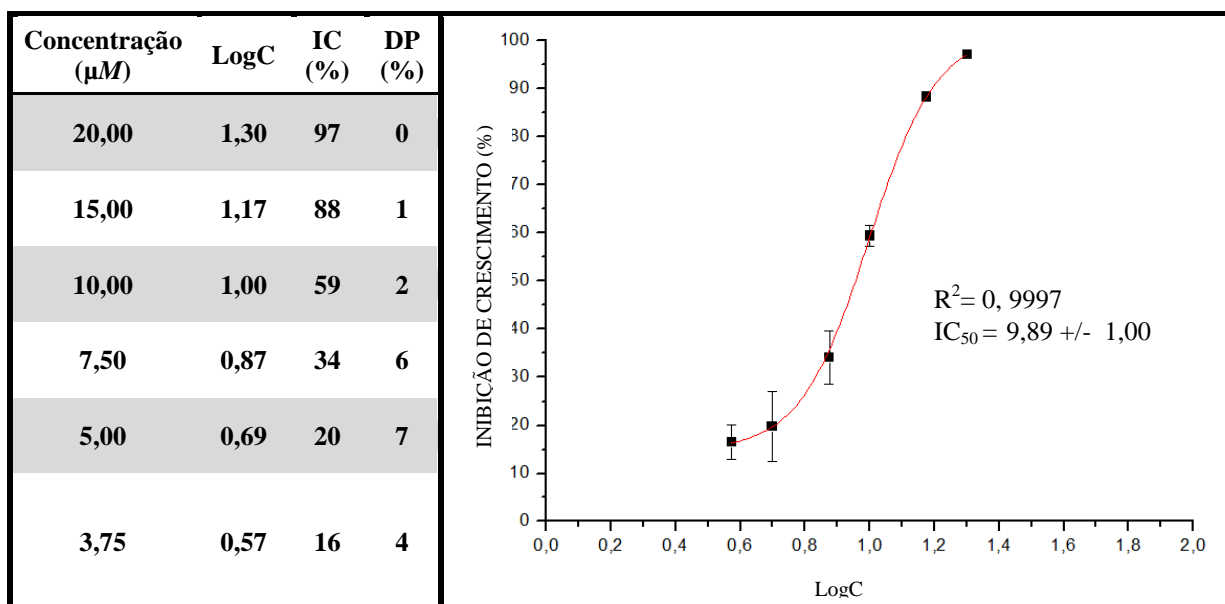 Concentração LogC IC DP
(µM) (%) (%)
20,00 1,30 97 0
15,00 1,17 88 1
10,00 1,00 59 2
7,50 0,87 34 6
5,00 0,69 20 7
3,75 0,57 16 4
INIBIÇÃO DE CRESCIMENTO (%)
100
90
80
70
60
50
40
30
20
10
0
R²= 0, 9997
IC₅₀ = 9,89 +/- 1,00
0,0 0,2 0,4 0,6 0,8 1,0 1,2 1,4 1,6 1,8 2,0
LogC